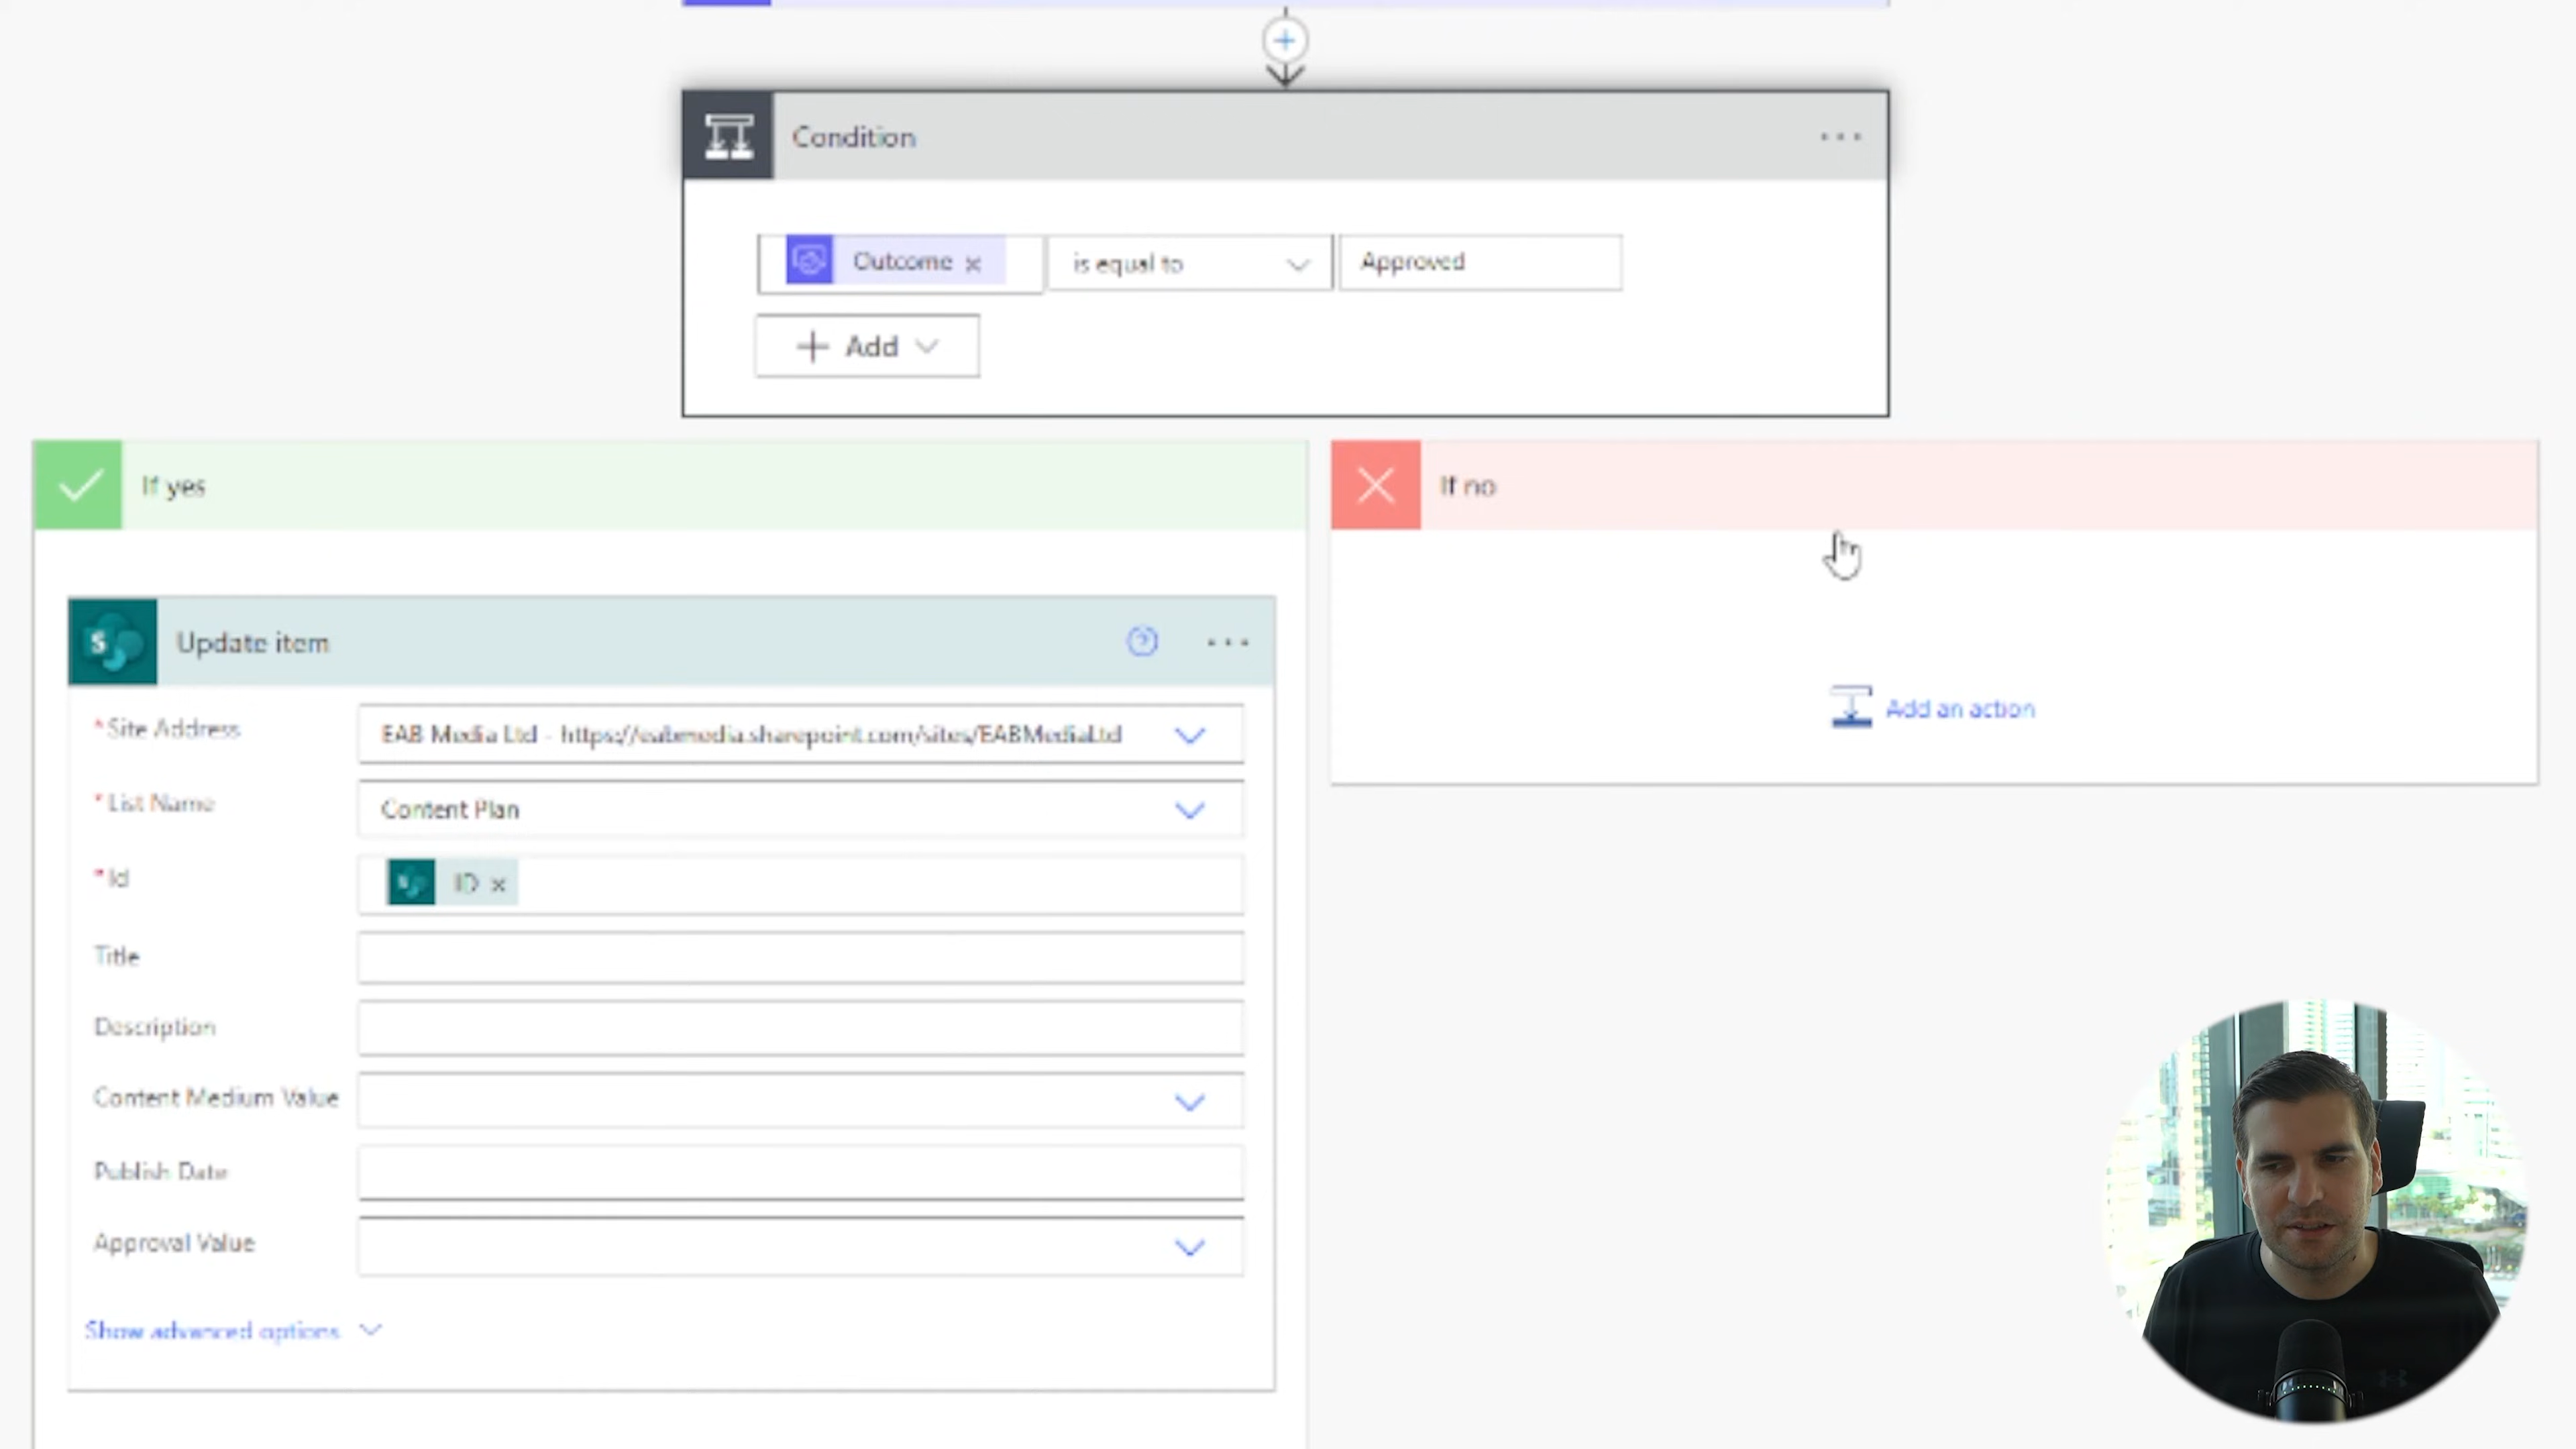 Condition
Outcome
is equal to
Approved
Add
If yes
If no
Update item
Add an action
* Site Address
EAB Media Ltd - https://eabmedia.sharepoint.com/sites/EABMediaLtd
* List Name
Content Plan
* Id
ID
Title
Description
Content Medium Value
Publish Date
Approval Value
Show advanced options